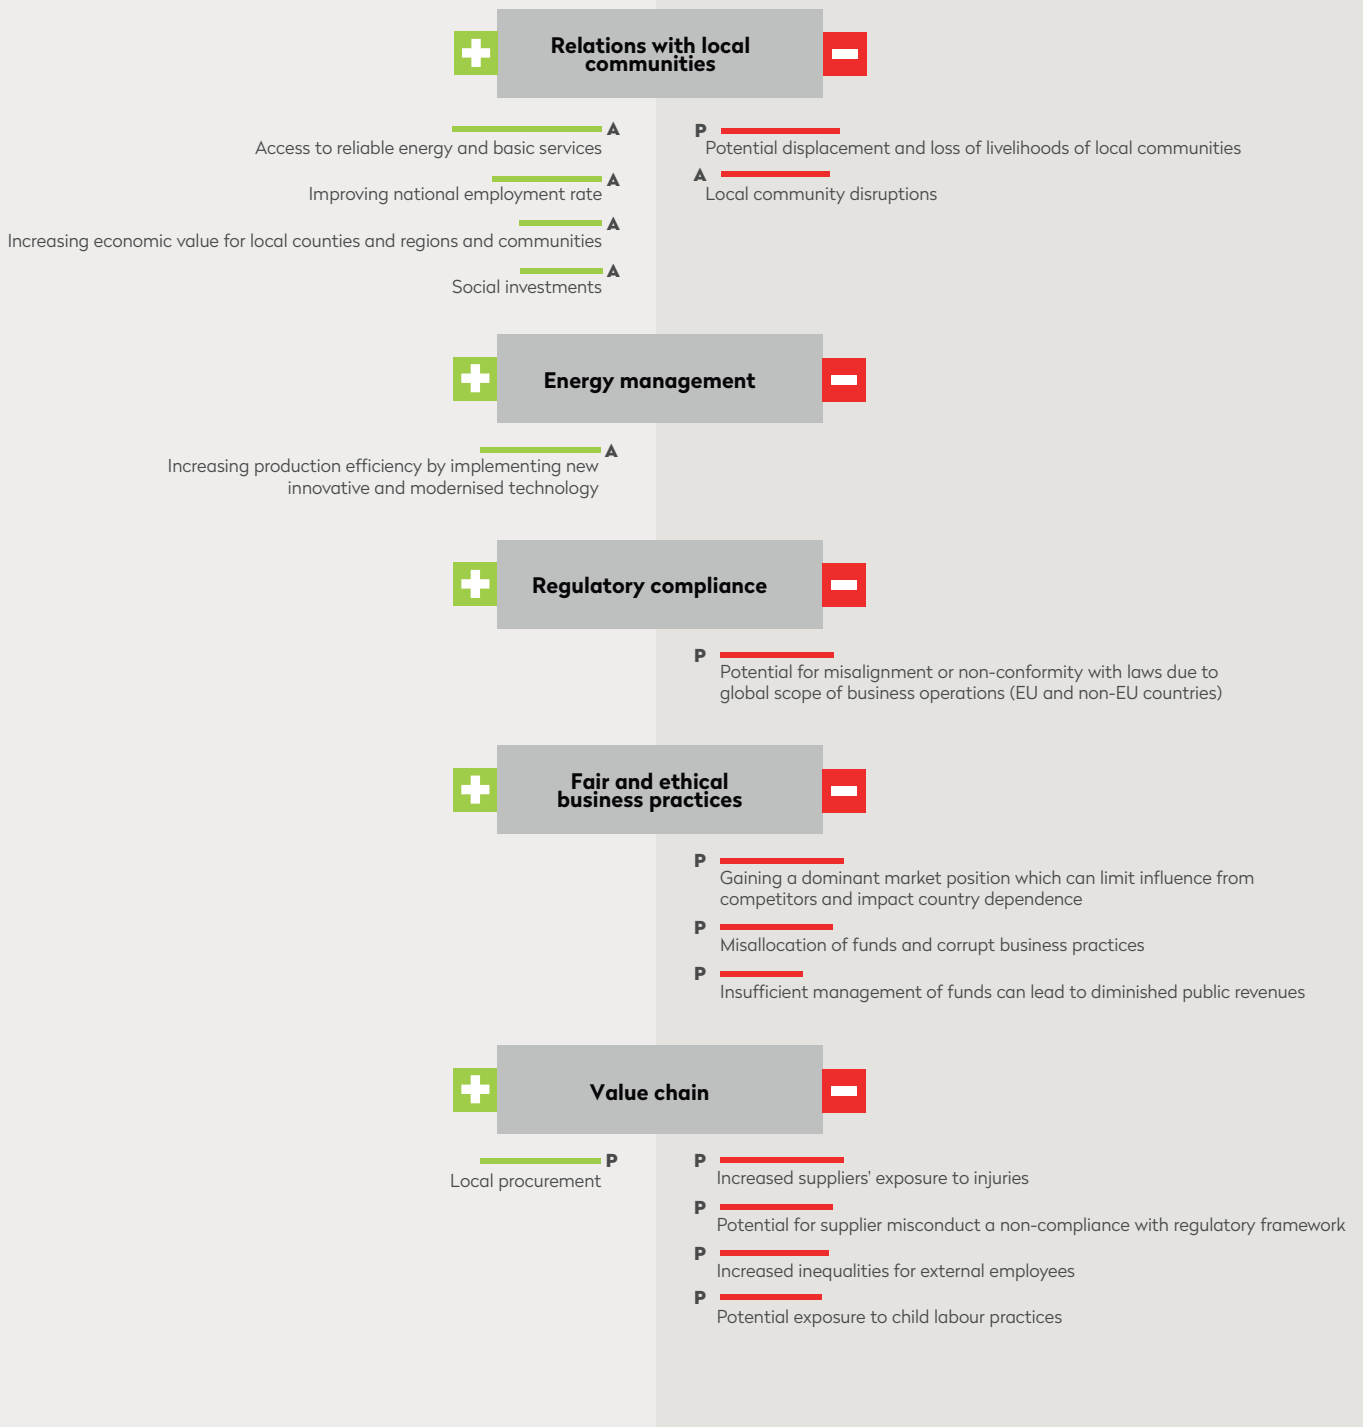 Relations with local
communities
A
Access to reliable energy and basic services
A
Improving national employment rate
A
Increasing economic value for local counties and regions and communities
A
Social investments
P
Potential displacement and loss of livelihoods of local communities
A
Local community disruptions
Energy management
A
Increasing production efficiency by implementing new
innovative and modernised technology
Regulatory compliance
P
Potential for misalignment or non-conformity with laws due to
global scope of business operations (EU and non-EU countries)
Fair and ethical
business practices
P
Gaining a dominant market position which can limit influence from
competitors and impact country dependence
P
Misallocation of funds and corrupt business practices
P
Insufficient management of funds can lead to diminished public revenues
Value chain
P
Local procurement
P
Increased suppliers' exposure to injuries
P
Potential for supplier misconduct a non-compliance with regulatory framework
P
Increased inequalities for external employees
P
Potential exposure to child labour practices